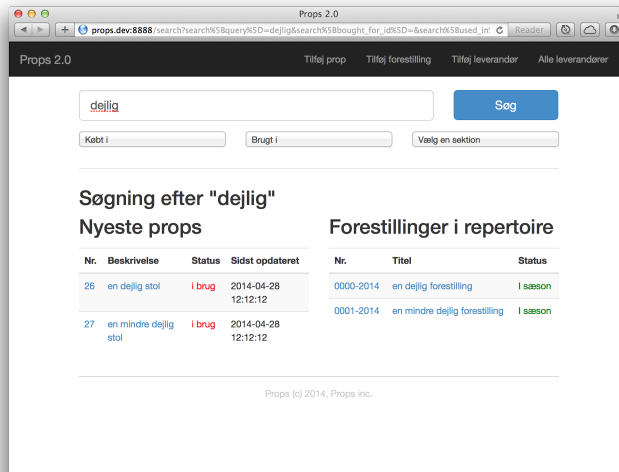 Props 2.0
props.dev:8888/search?search%5Bquery%5D=dejlig&search%5Bbought_for_id%5D=&search%5Bused_in%
Reader
Props 2.0
Tilføj prop Tilføj forestilling Tilføj leverandør Alle leverandører
dejlig
Søg
Købt i
Brugt i
Vælg en sektion
Søgning efter "dejlig"
Nyeste props
Nr. Beskrivelse Status Sidst opdateret
26 en dejlig stol i brug 2014-04-28
12:12:12
27 en mindre dejlig i brug 2014-04-28
stol 12:12:12
Forestillinger i repertoire
Nr. Titel Status
0000-2014 en dejlig forestilling I sæson
0001-2014 en mindre dejlig forestilling I sæson
Props (c) 2014, Props inc.